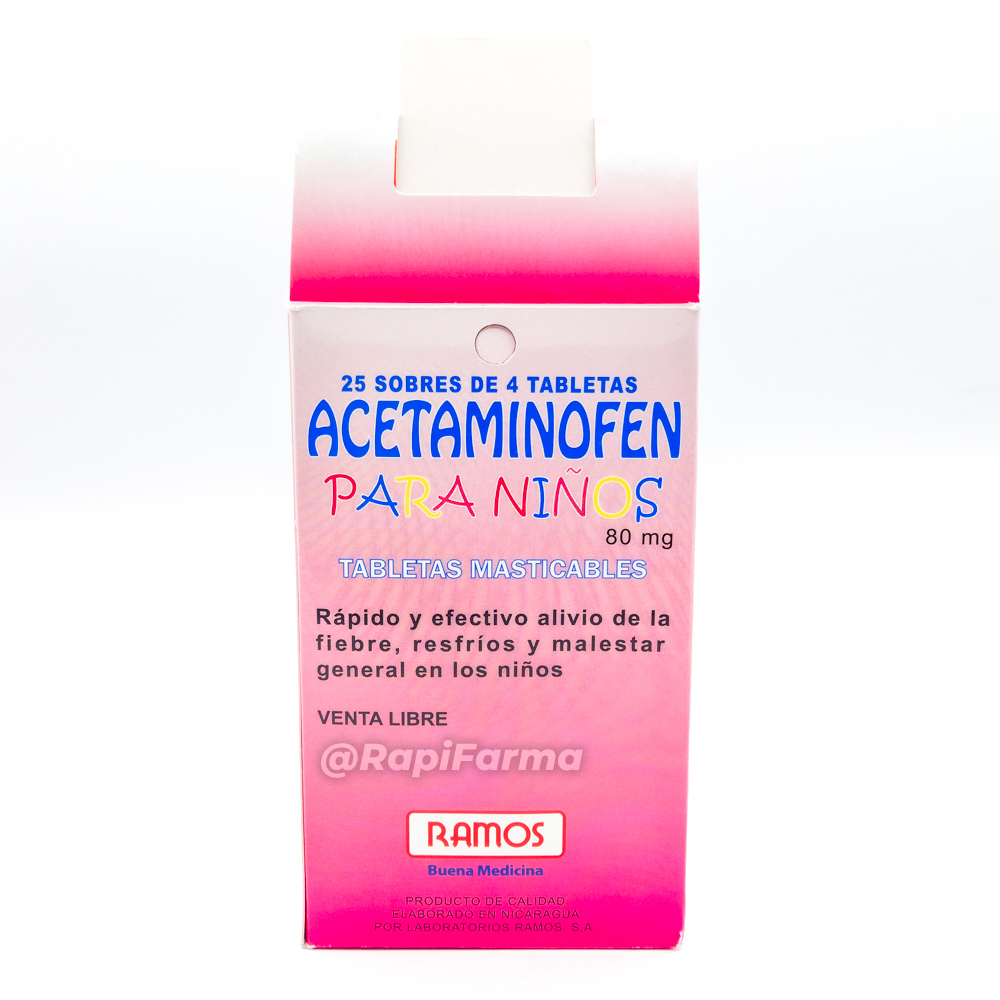 25 SOBRES DE 4 TABLETAS
ACETAMINOFEN
PARA NIÑOS
80 mg
TABLETAS MASTICABLES
Rápido y efectivo alivio de la
fiebre, resfríos y malestar
general en los niños
VENTA LIBRE
@RapiFarma
RAMOS
Buena Medicina
PRODUCTO DE CALIDAD
ELABORADO EN NICARAGUA
POR LABORATORIOS RAMOS. S.A